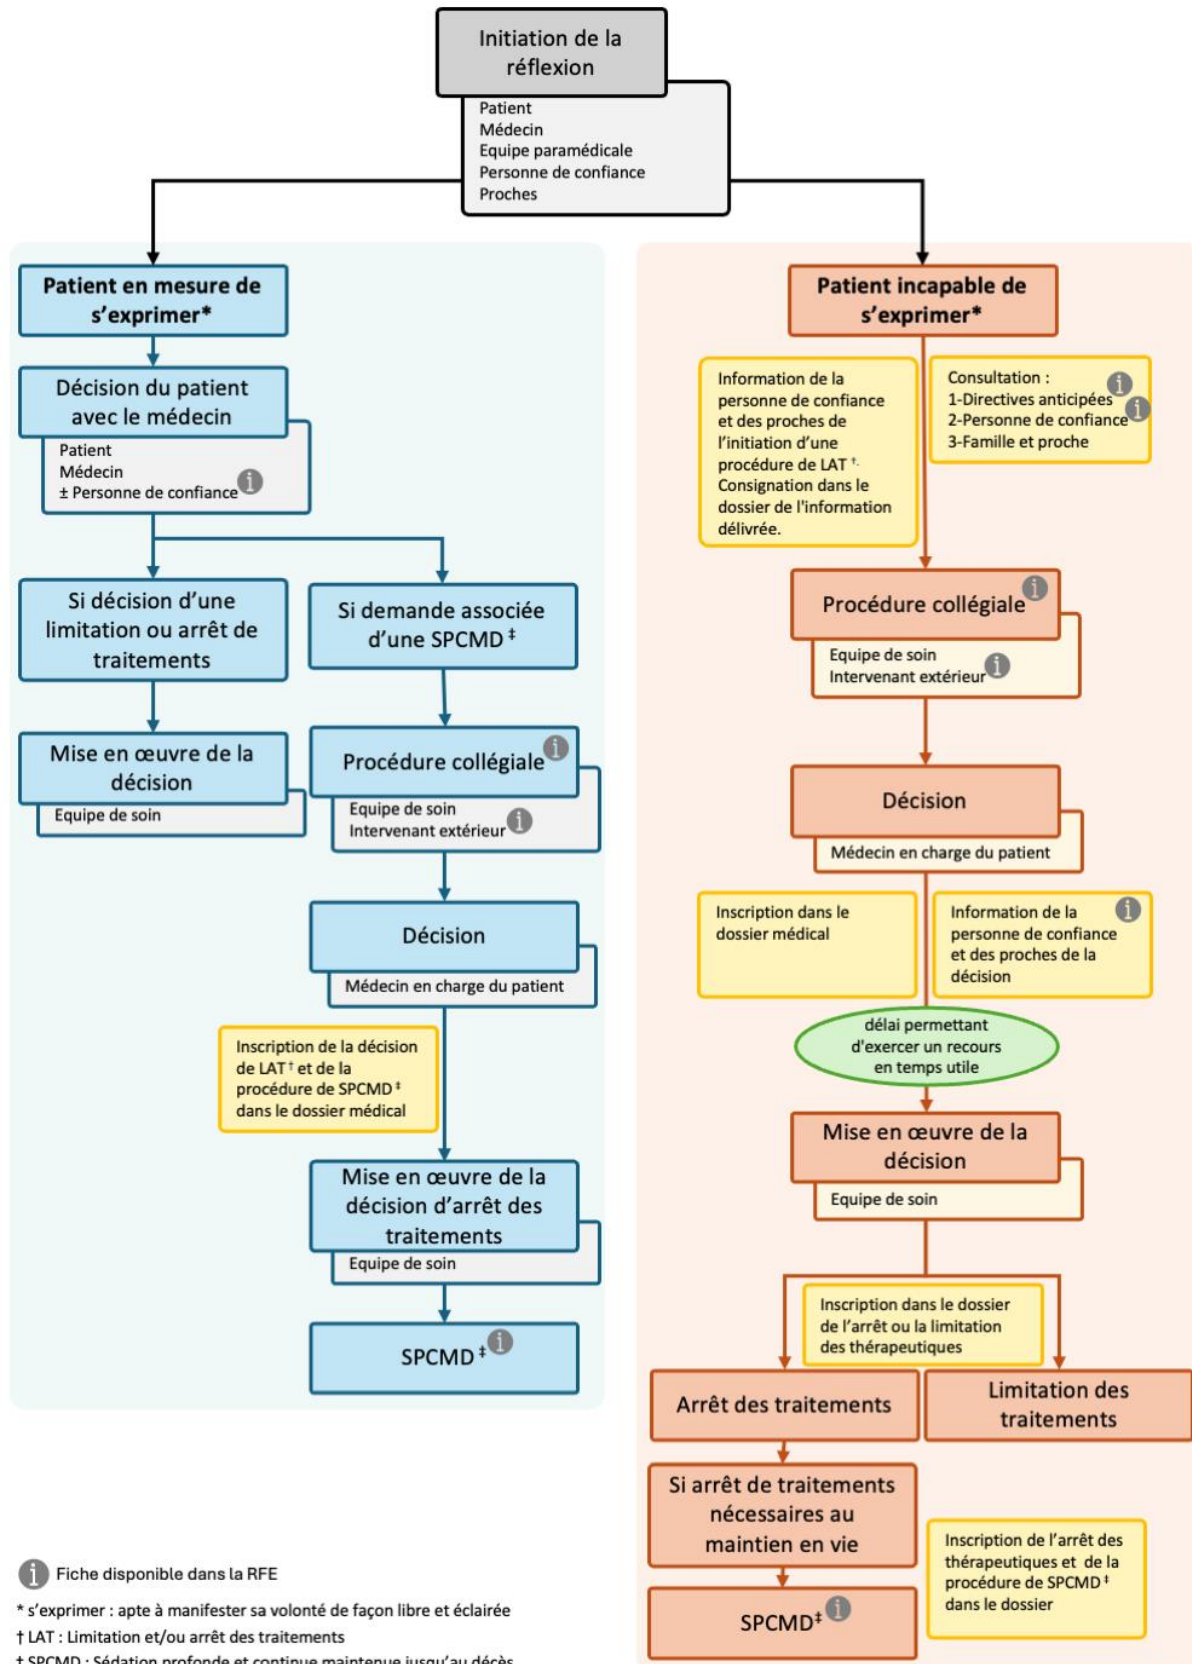 Initiation de la
réflexion
Patient
Médecin
Equipe paramédicale
Personne de confiance
Proches
Patient en mesure de
s'exprimer*
Décision du patient
avec le médecin
Patient
Médecin
± Personne de confiance i
Si décision d'une
limitation ou arrêt de
traitements
Mise en œuvre de la
décision
Equipe de soin
Si demande associée
d'une SPCMD ‡
Procédure collégiale i
Equipe de soin
Intervenant extérieur i
Décision
Médecin en charge du patient
Inscription de la décision
de LAT † et de la
procédure de SPCMD ‡
dans le dossier médical
Mise en œuvre de la
décision d'arrêt des
traitements
Equipe de soin
SPCMD ‡ i
Patient incapable de
s'exprimer*
Information de la
personne de confiance
et des proches de
l'initiation d'une
procédure de LAT †.
Consignation dans le
dossier de l'information
délivrée.
Consultation :
1-Directives anticipées i
2-Personne de confiance i
3-Famille et proche
Procédure collégiale i
Equipe de soin
Intervenant extérieur i
Décision
Médecin en charge du patient
Inscription dans le
dossier médical
Information de la i
personne de confiance
et des proches de la
décision
délai permettant
d'exercer un recours
en temps utile
Mise en œuvre de la
décision
Equipe de soin
Inscription dans le dossier
de l'arrêt ou la limitation
des thérapeutiques
Arrêt des traitements
Limitation des
traitements
Si arrêt de traitements
nécessaires au
maintien en vie
Inscription de l'arrêt des
thérapeutiques et de la
procédure de SPCMD ‡
dans le dossier
SPCMD ‡ i
i Fiche disponible dans la RFE
* s'exprimer : apte à manifester sa volonté de façon libre et éclairée
† LAT : Limitation et/ou arrêt des traitements
‡ SPCMD : Sédation profonde et continue maintenue jusqu'au décès